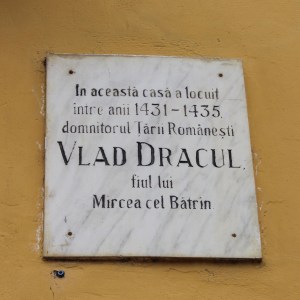 In această casă a locuit
între anii 1431-1435,
domnitorul Țării Românești
VLAD DRACUL,
fiul lui
Mircea cel Bătrîn